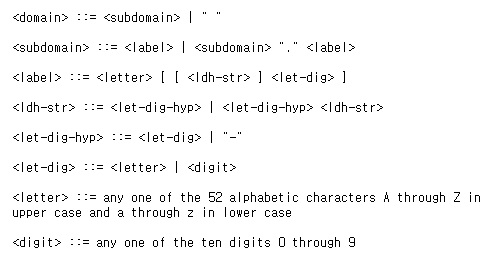 <domain> ::= <subdomain> | " "
<subdomain> ::= <label> | <subdomain> "." <label>
<label> ::= <letter> [ [ <ldh-str> ] <let-dig> ]
<ldh-str> ::= <let-dig-hyp> | <let-dig-hyp> <ldh-str>
<let-dig-hyp> ::= <let-dig> | "-"
<let-dig> ::= <letter> | <digit>
<letter> ::= any one of the 52 alphabetic characters A through Z in
upper case and a through z in lower case
<digit> ::= any one of the ten digits 0 through 9